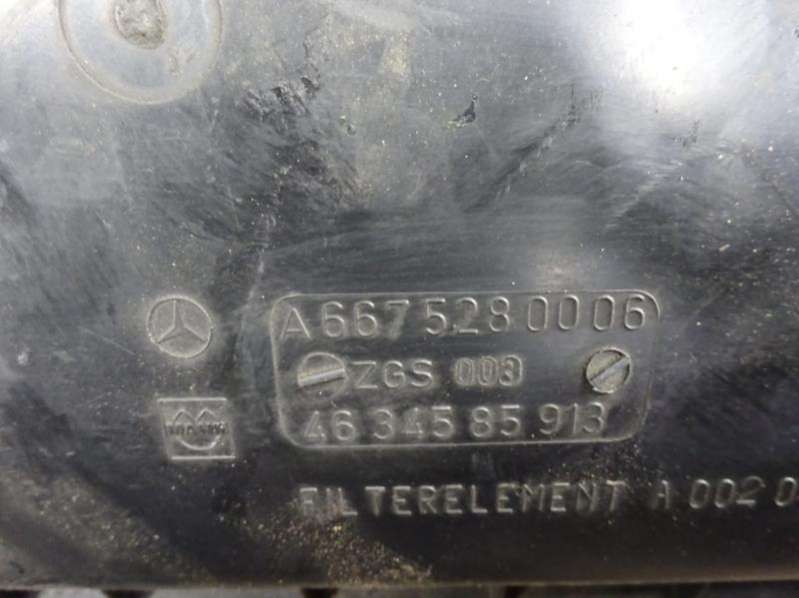 A 667 528 00 06
ZGS 003
46 345 85 913
FILTERELEMENT A 002 0